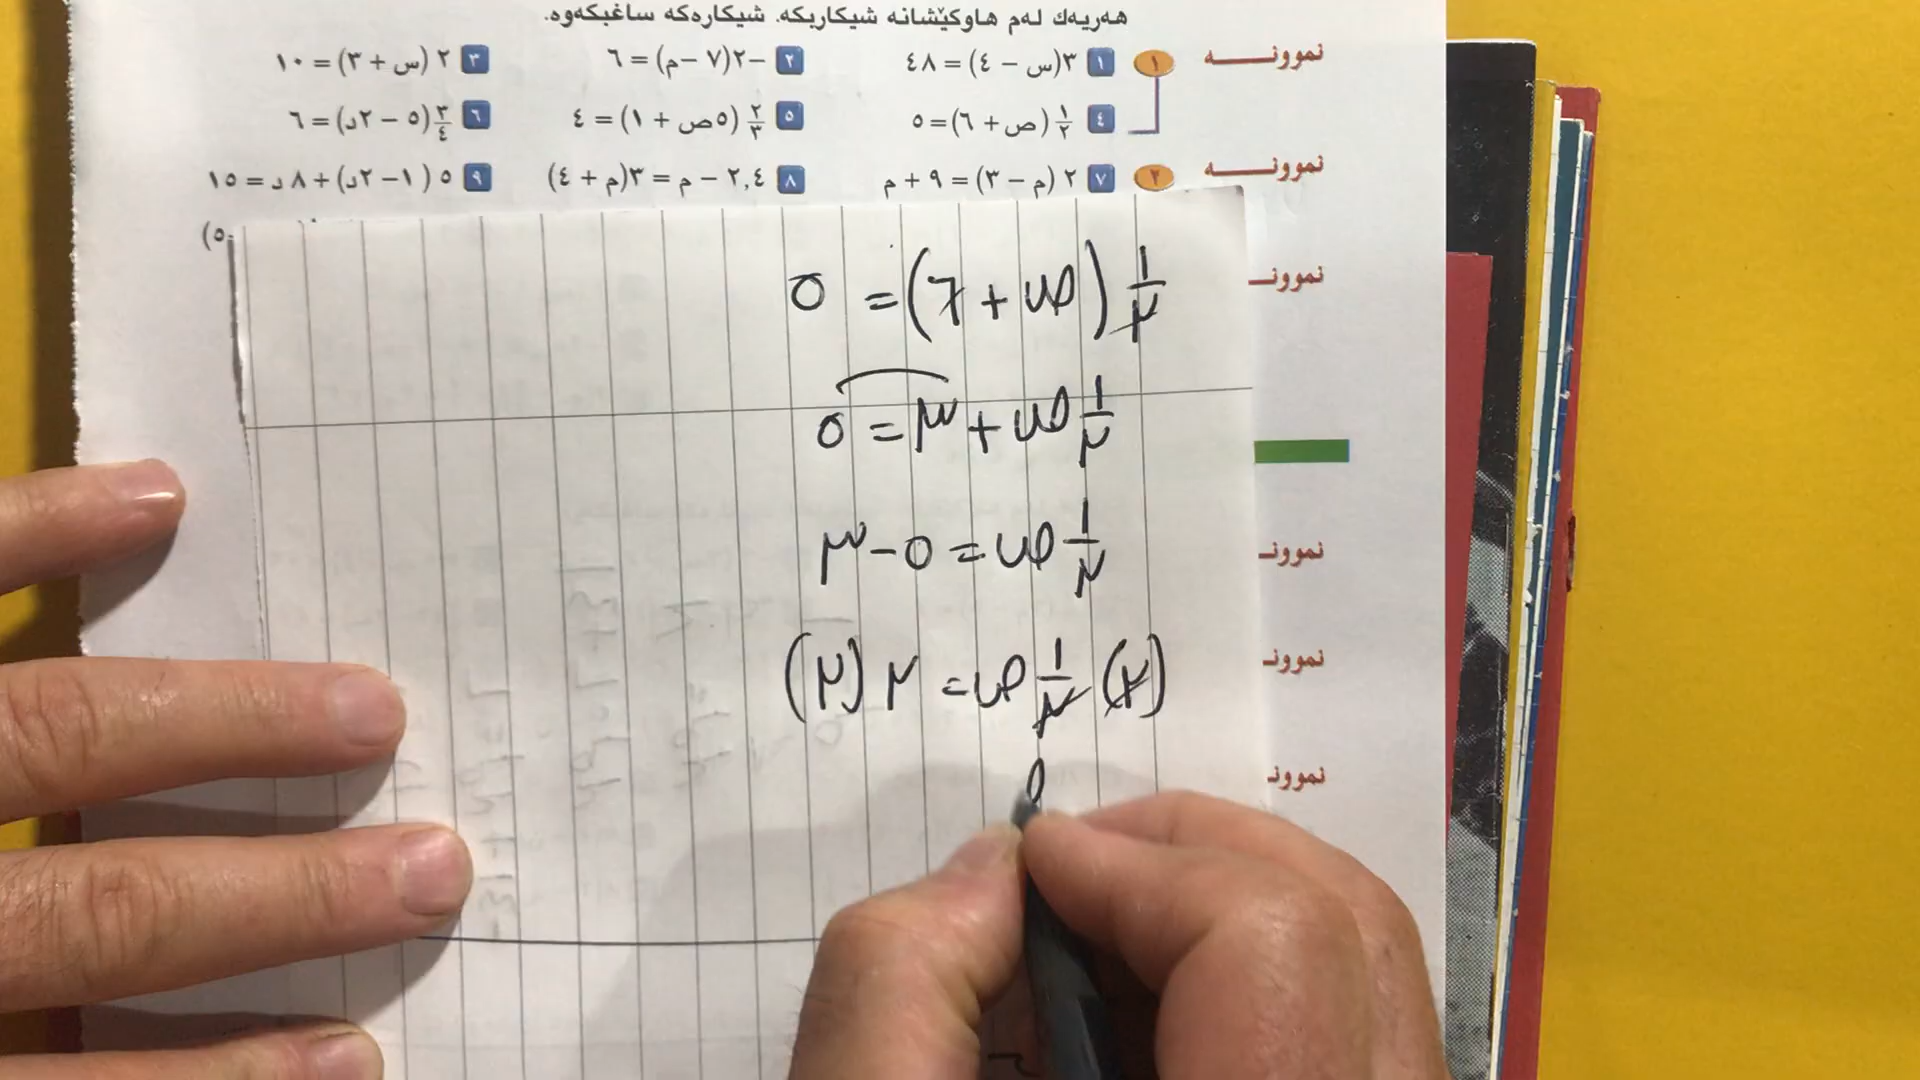 هەریەك لەم هاوكێشانە شیكاربكە. شیكارەكە ساغبكەوە.
نموونـــــە ١ ١ ٣(س − ٤) = ٤٨ ٢ −٢(٧ − م) = ٦ ٣ ٢ (س + ٣) = ١٠
٤ ١/٢ (ص + ٦) = ٥ ٥ ٢/٣ (٥ص + ١) = ٤ ٦ ٣/٤ (٥ − ٢د) = ٦
نموونـــــە ٢ ٧ ٢ (م − ٣) = ٩ + م ٨ ٢,٤ − م = ٣(م + ٤) ٩ ٥ (١ − ٢د) + ٨ د = ١٥
٥)
نموونـ
١/٢ (ص + ٦) = ٥
١/٢ ص + ٣ = ٥
نموونـ
١/٢ ص = ٥ − ٣
نموونـ
(٢) ١/٢ ص = ٢ (٢)
نموونـ